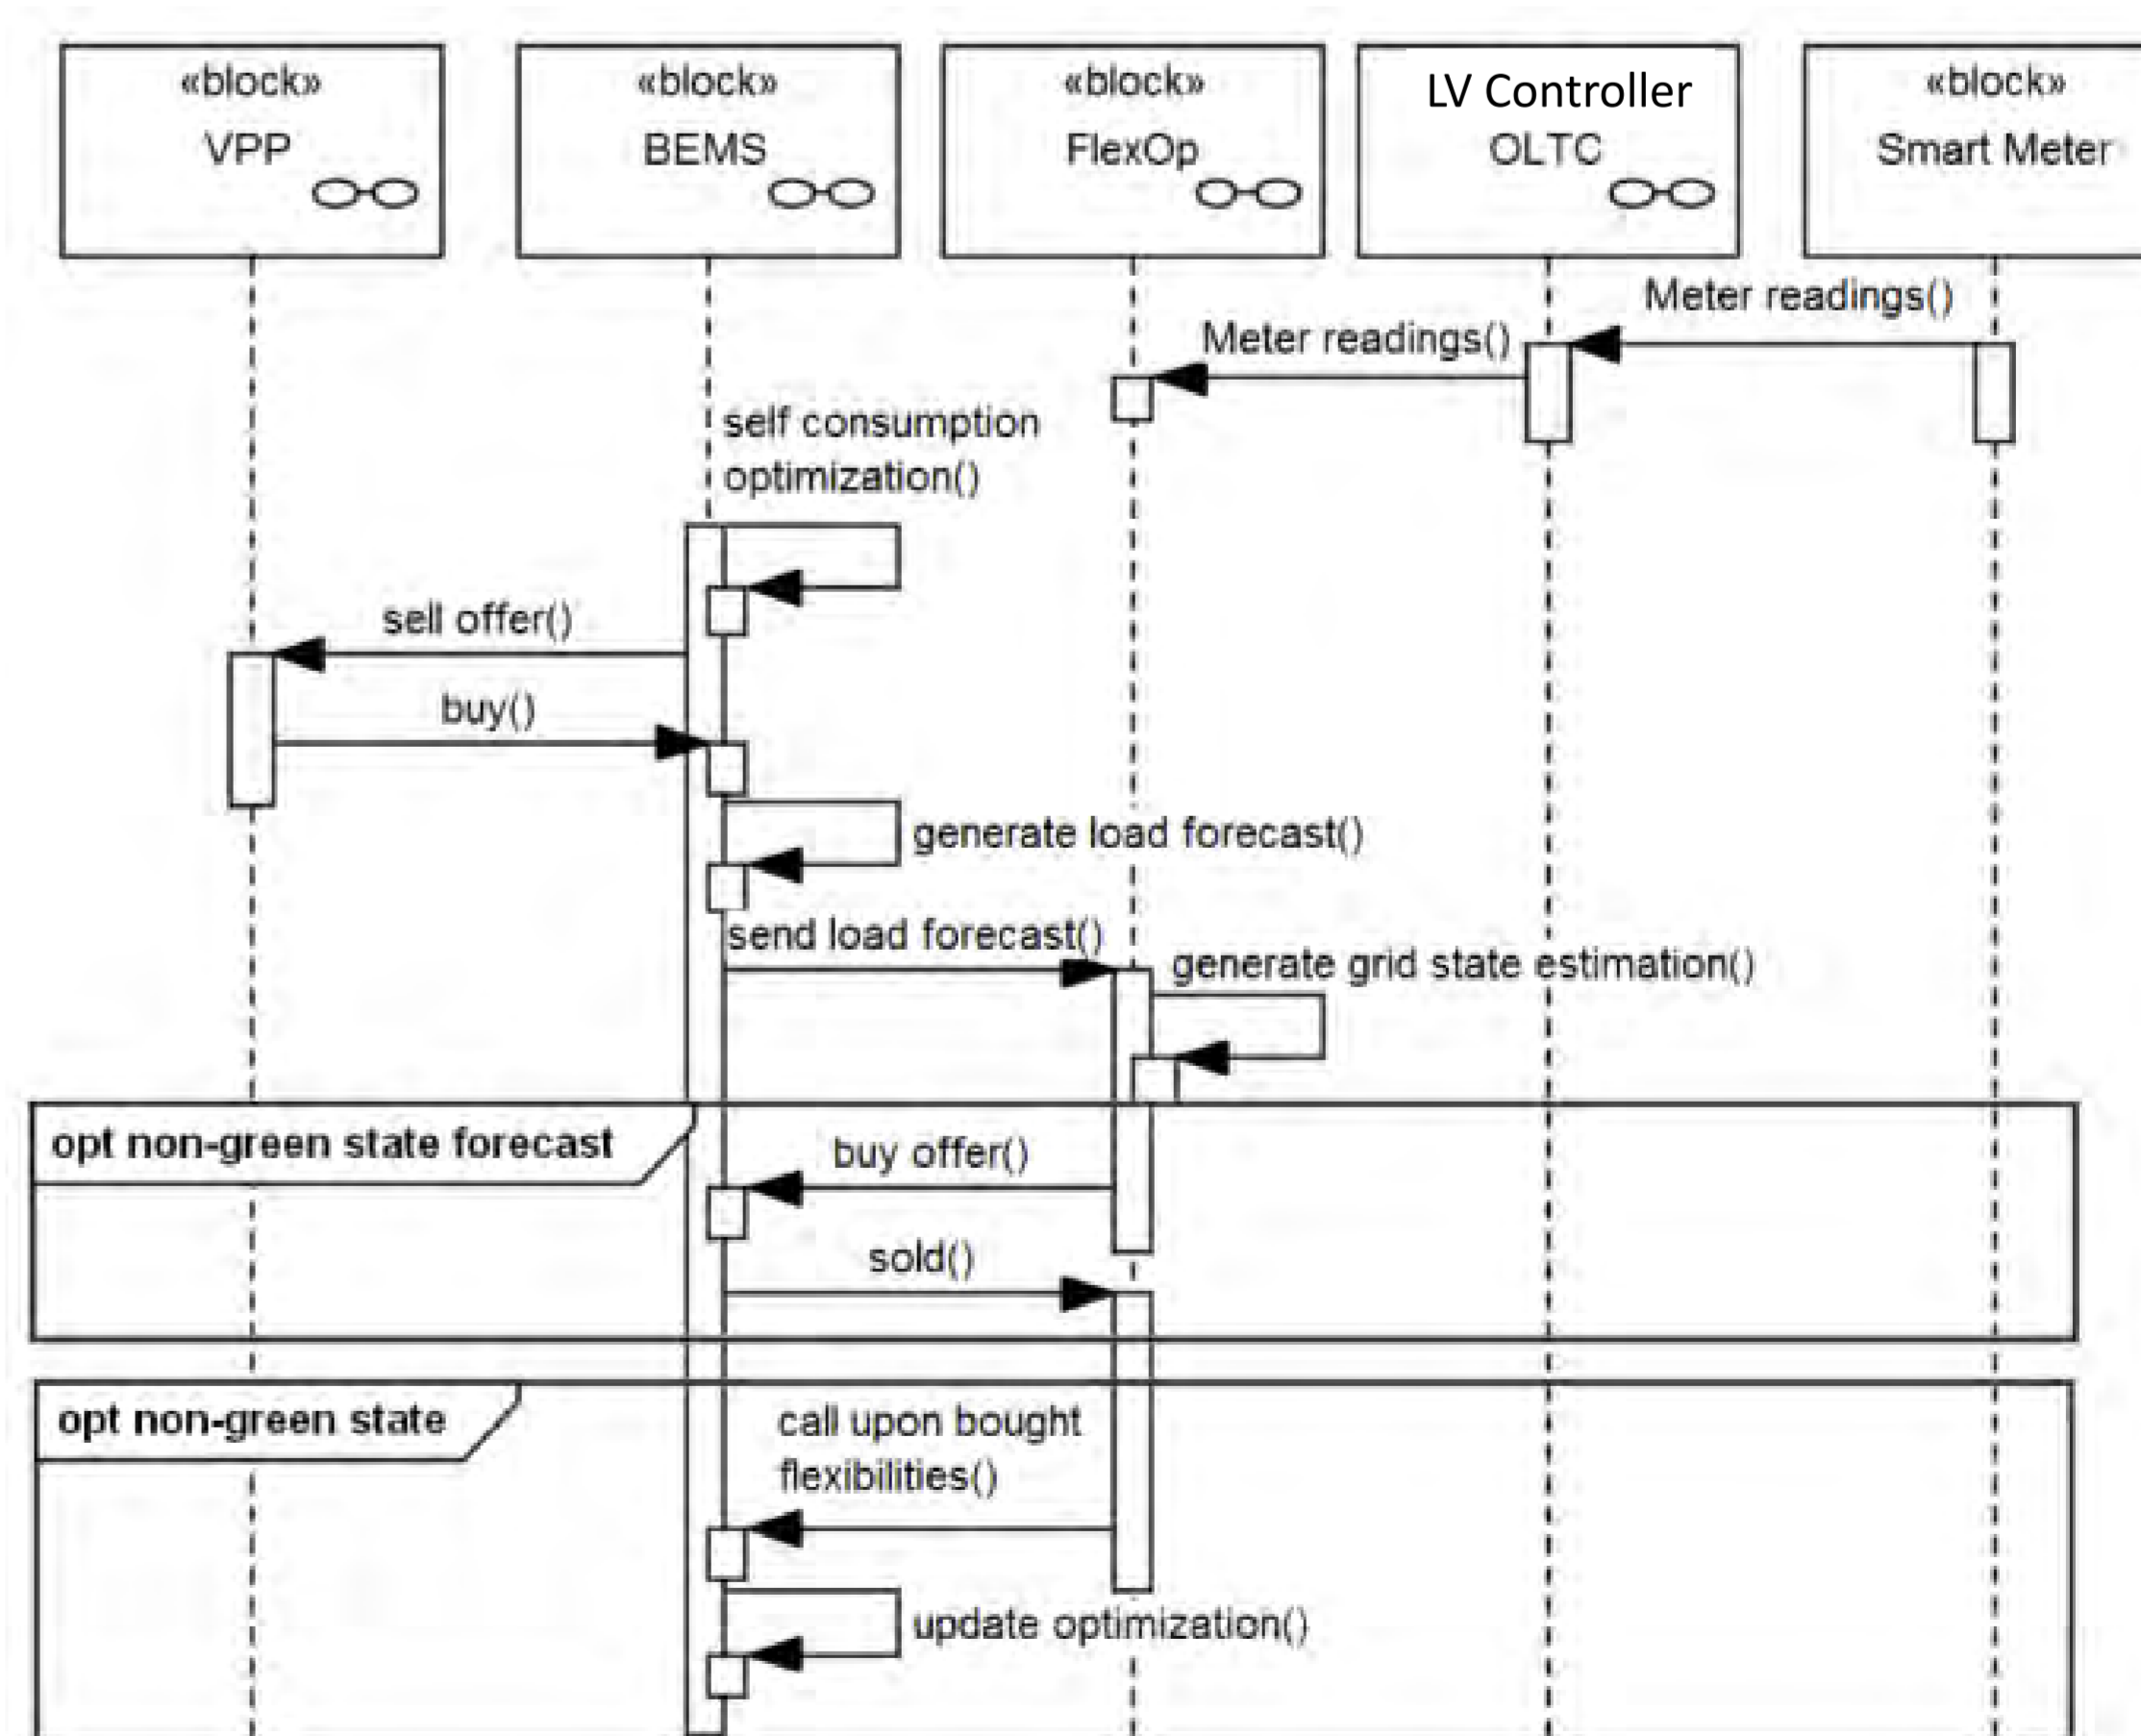 «block»
VPP
«block»
BEMS
«block»
FlexOp
LV Controller
OLTC
«block»
Smart Meter
Meter readings()
Meter readings()
self consumption
optimization()
sell offer()
buy()
generate load forecast()
send load forecast()
generate grid state estimation()
opt non-green state forecast
buy offer()
sold()
opt non-green state
call upon bought
flexibilities()
update optimization()